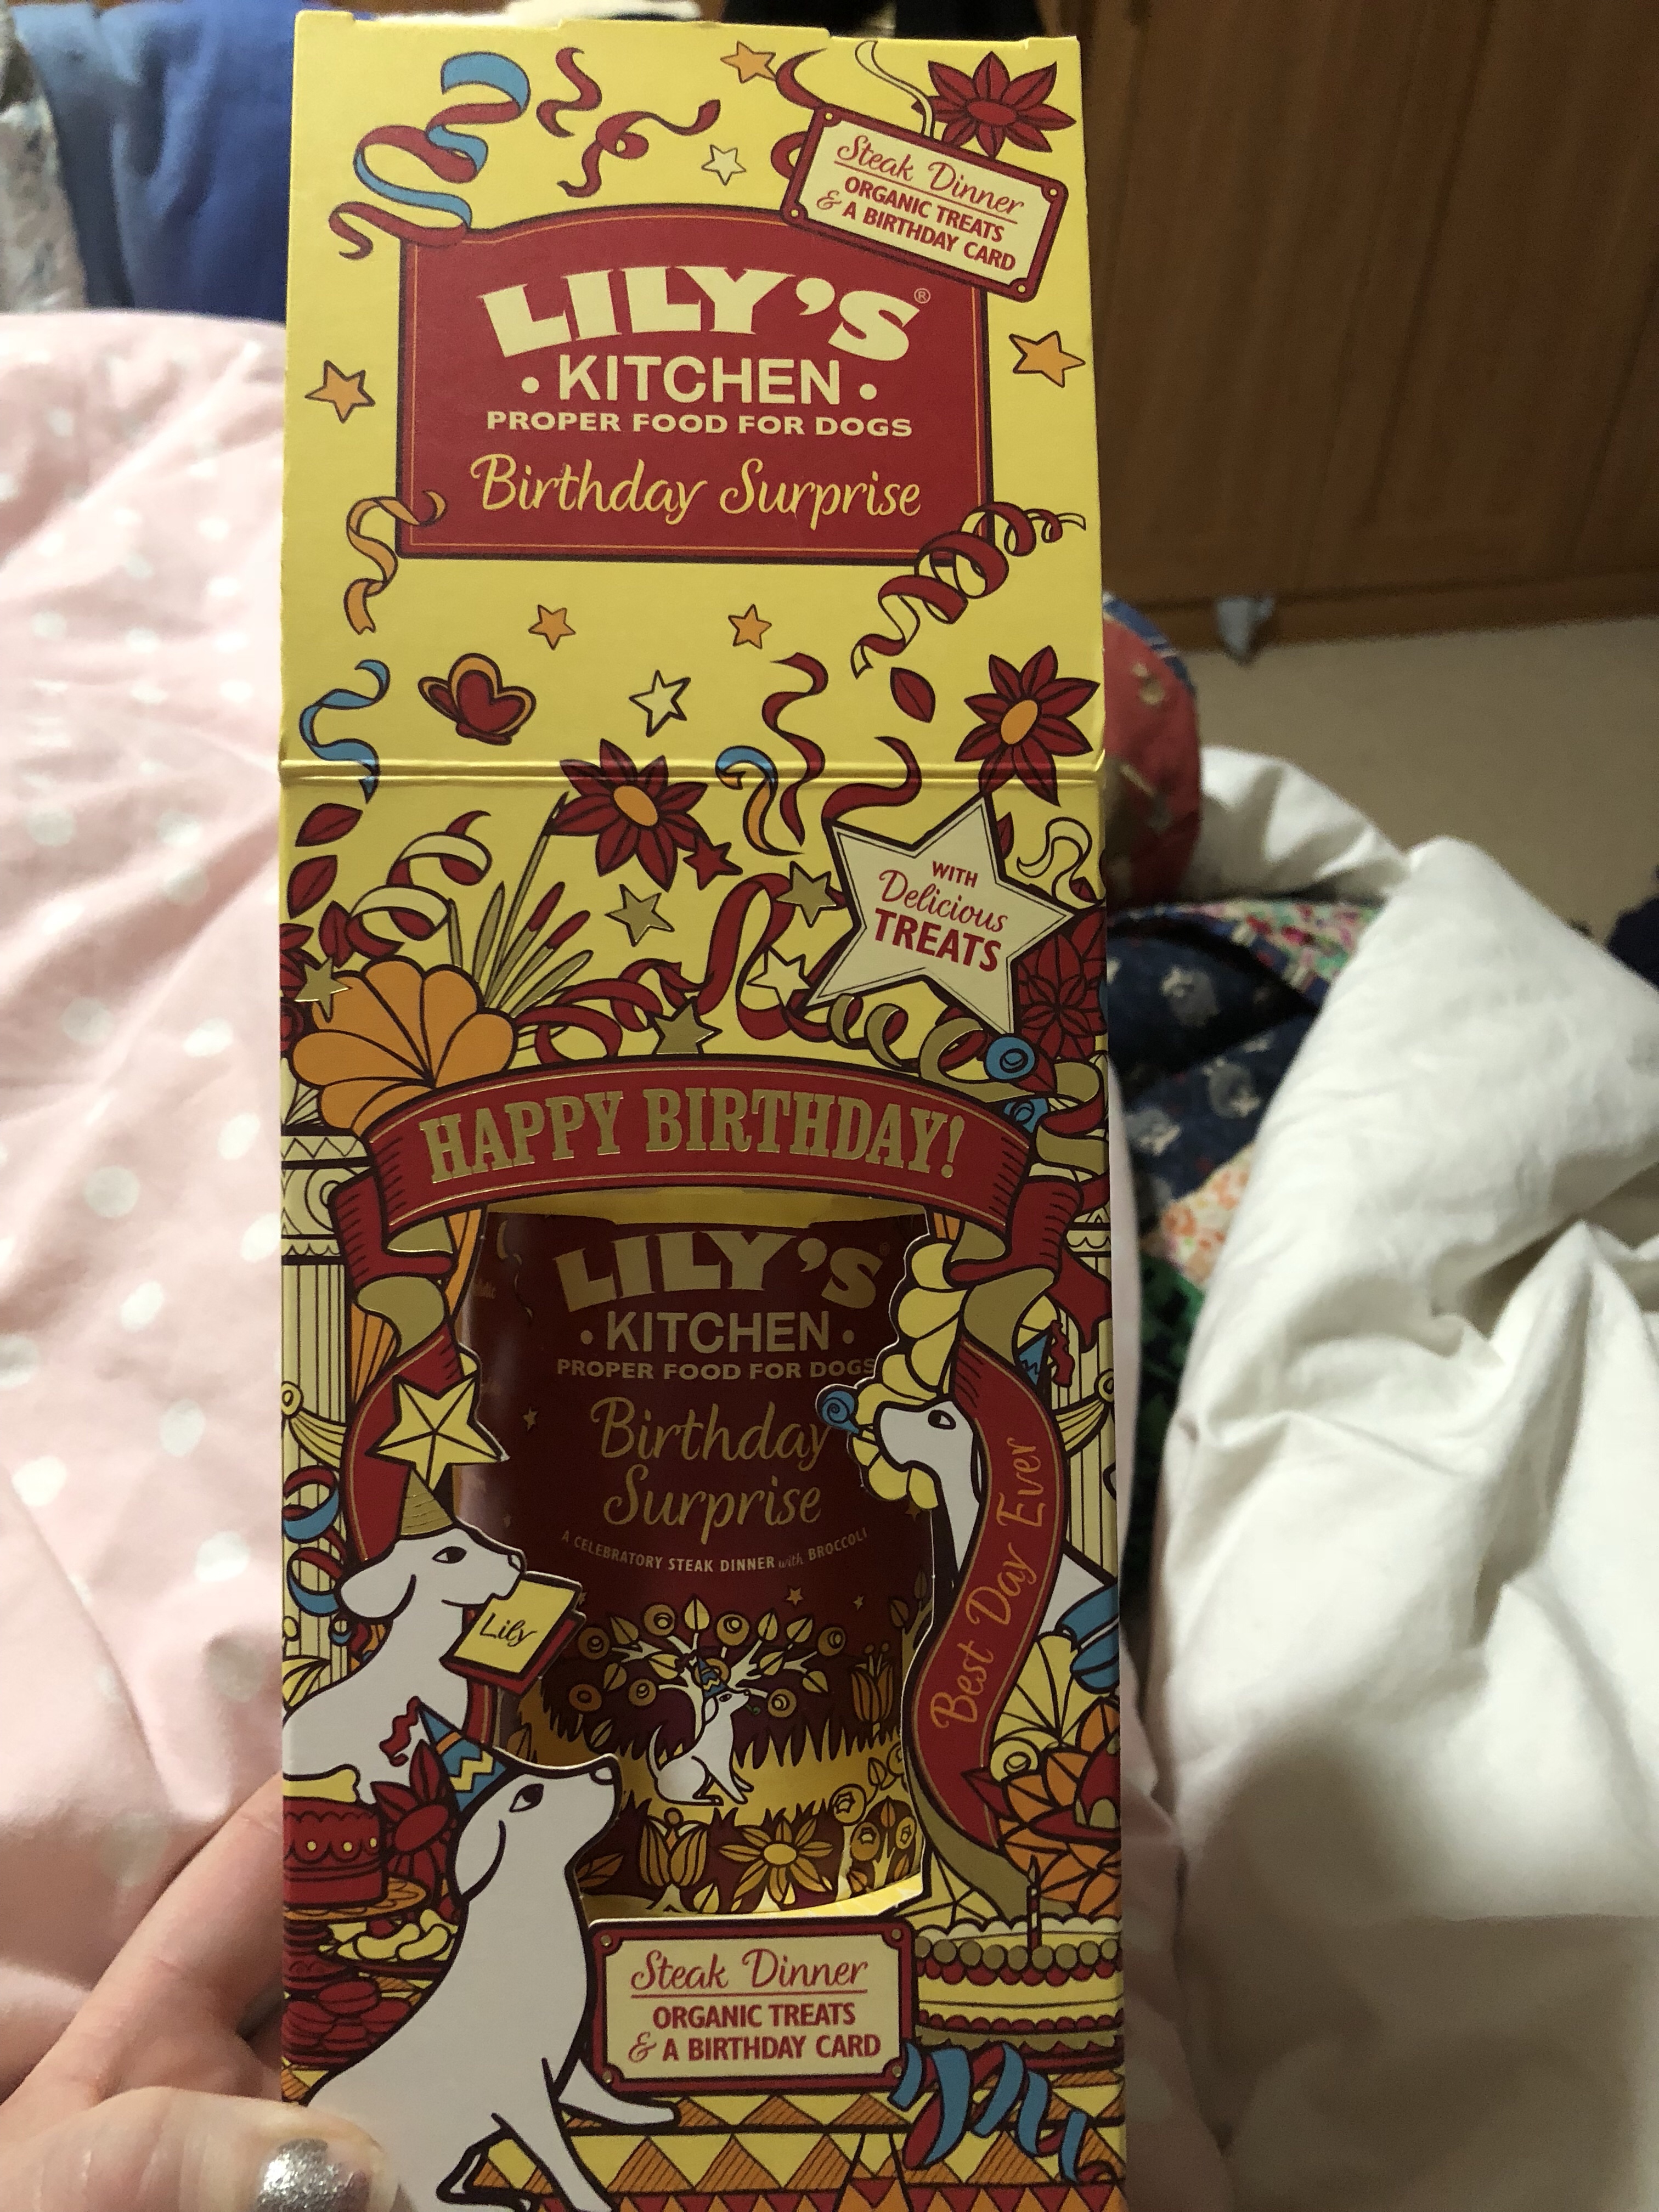 Steak Dinner
ORGANIC TREATS
& A BIRTHDAY CARD
LILY'S®
• KITCHEN •
PROPER FOOD FOR DOGS
Birthday Surprise
WITH
Delicious
TREATS
HAPPY BIRTHDAY!
LILY'S®
• KITCHEN •
PROPER FOOD FOR DOGS
Birthday
Surprise
A CELEBRATORY STEAK DINNER with BROCCOLI
Best Day Ever
Lily
Steak Dinner
ORGANIC TREATS
& A BIRTHDAY CARD